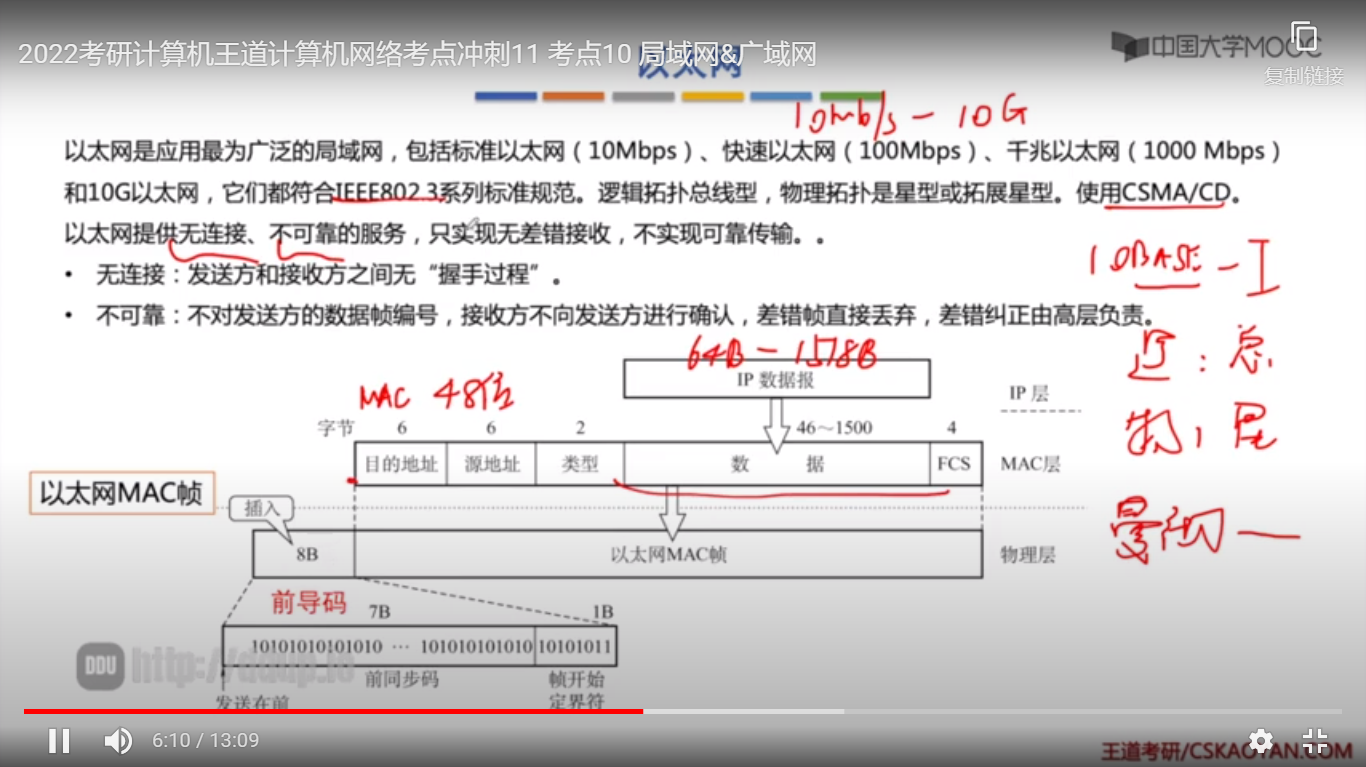 2022考研计算机王道计算机网络考点冲刺11 考点10 局域网&广域网
中国大学MOOC
复制链接
以太网
10Mb/s - 10G
以太网是应用最为广泛的局域网，包括标准以太网（10Mbps）、快速以太网（100Mbps）、千兆以太网（1000 Mbps）
和10G以太网，它们都符合IEEE802.3系列标准规范。逻辑拓扑总线型，物理拓扑是星型或拓展星型。使用CSMA/CD。
以太网提供无连接、不可靠的服务，只实现无差错接收，不实现可靠传输。。
10BASE-T
• 无连接：发送方和接收方之间无“握手过程”。
• 不可靠：不对发送方的数据帧编号，接收方不向发送方进行确认，差错帧直接丢弃，差错纠正由高层负责。
64B - 1518B
IP 数据报
IP 层
MAC 48位
字节 6 6 2 46～1500 4
目的地址 源地址 类型 数 据 FCS MAC层
以太网MAC帧
插入
8B 以太网MAC帧 物理层
前导码 7B 1B
10101010101010 ··· 101010101010 10101011
前同步码 帧开始
定界符
发送在前
DDU
6:10 / 13:09
王道考研/CSKAOYAN.COM